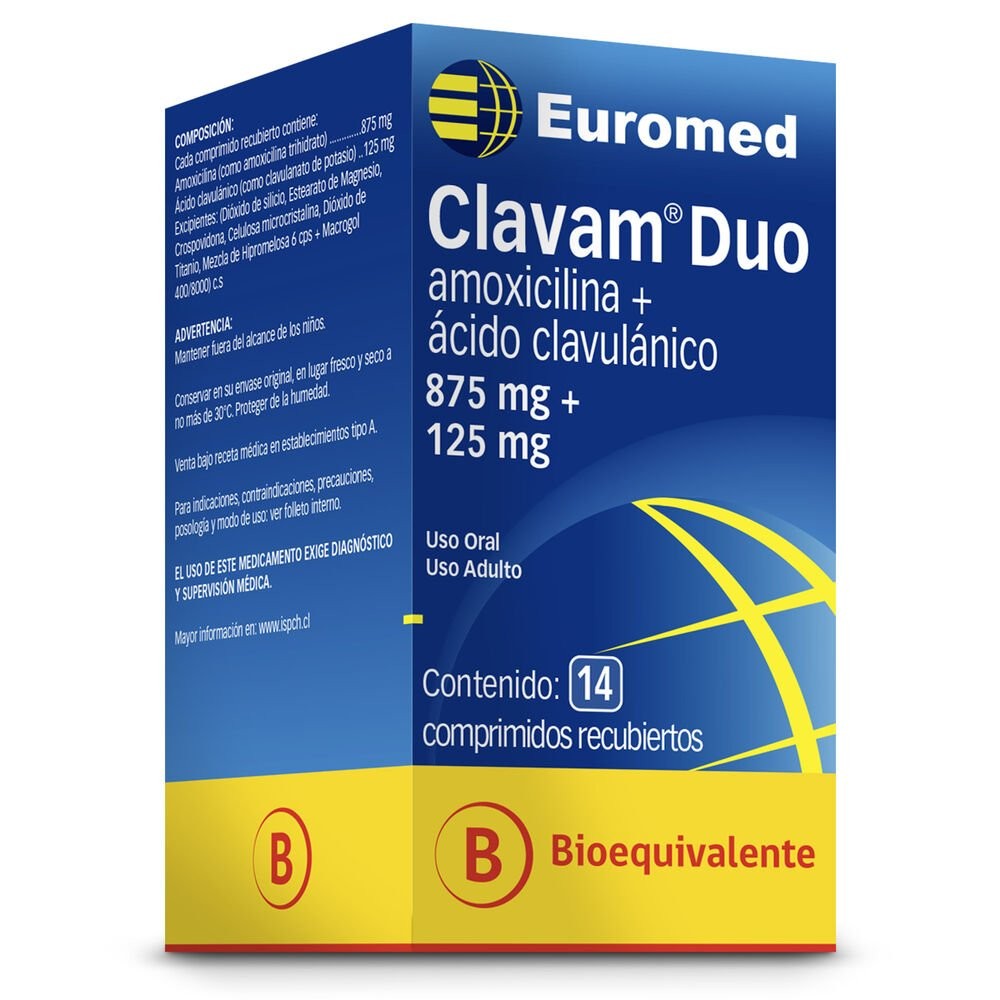 COMPOSICIÓN:
Cada comprimido recubierto contiene:
Amoxicilina (como amoxicilina trihidrato) ............875 mg
Ácido clavulánico (como clavulanato de potasio) ..125 mg
Excipientes: (Dióxido de silicio, Estearato de Magnesio,
Crospovidona, Celulosa microcristalina, Dióxido de
Titanio, Mezcla de Hipromelosa 6 cps + Macrogol
400/8000) c.s
ADVERTENCIA:
Mantener fuera del alcance de los niños.
Conservar en su envase original, en lugar fresco y seco a
no más de 30°C. Proteger de la humedad.
Venta bajo receta médica en establecimientos tipo A.
Para indicaciones, contraindicaciones, precauciones,
posología y modo de uso: ver folleto interno.
EL USO DE ESTE MEDICAMENTO EXIGE DIAGNÓSTICO
Y SUPERVISIÓN MÉDICA.
Mayor información en: www.ispch.cl
B
Euromed
Clavam® Duo
amoxicilina +
ácido clavulánico
875 mg +
125 mg
Uso Oral
Uso Adulto
Contenido: 14
comprimidos recubiertos
B Bioequivalente